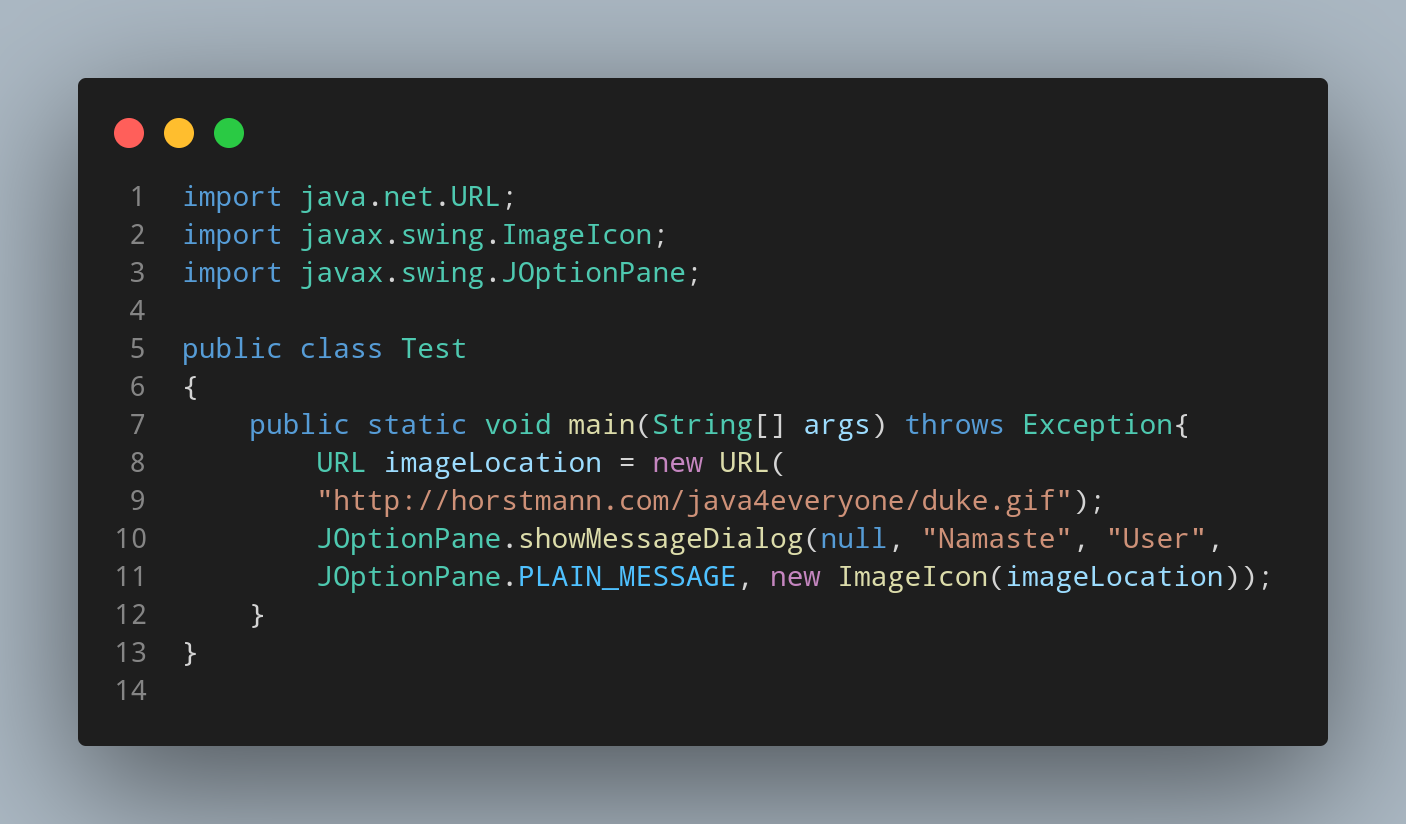 1 import java.net.URL;
2 import javax.swing.ImageIcon;
3 import javax.swing.JOptionPane;
4
5 public class Test
6 {
7     public static void main(String[] args) throws Exception{
8         URL imageLocation = new URL(
9         "http://horstmann.com/java4everyone/duke.gif");
10         JOptionPane.showMessageDialog(null, "Namaste", "User",
11         JOptionPane.PLAIN_MESSAGE, new ImageIcon(imageLocation));
12     }
13 }
14